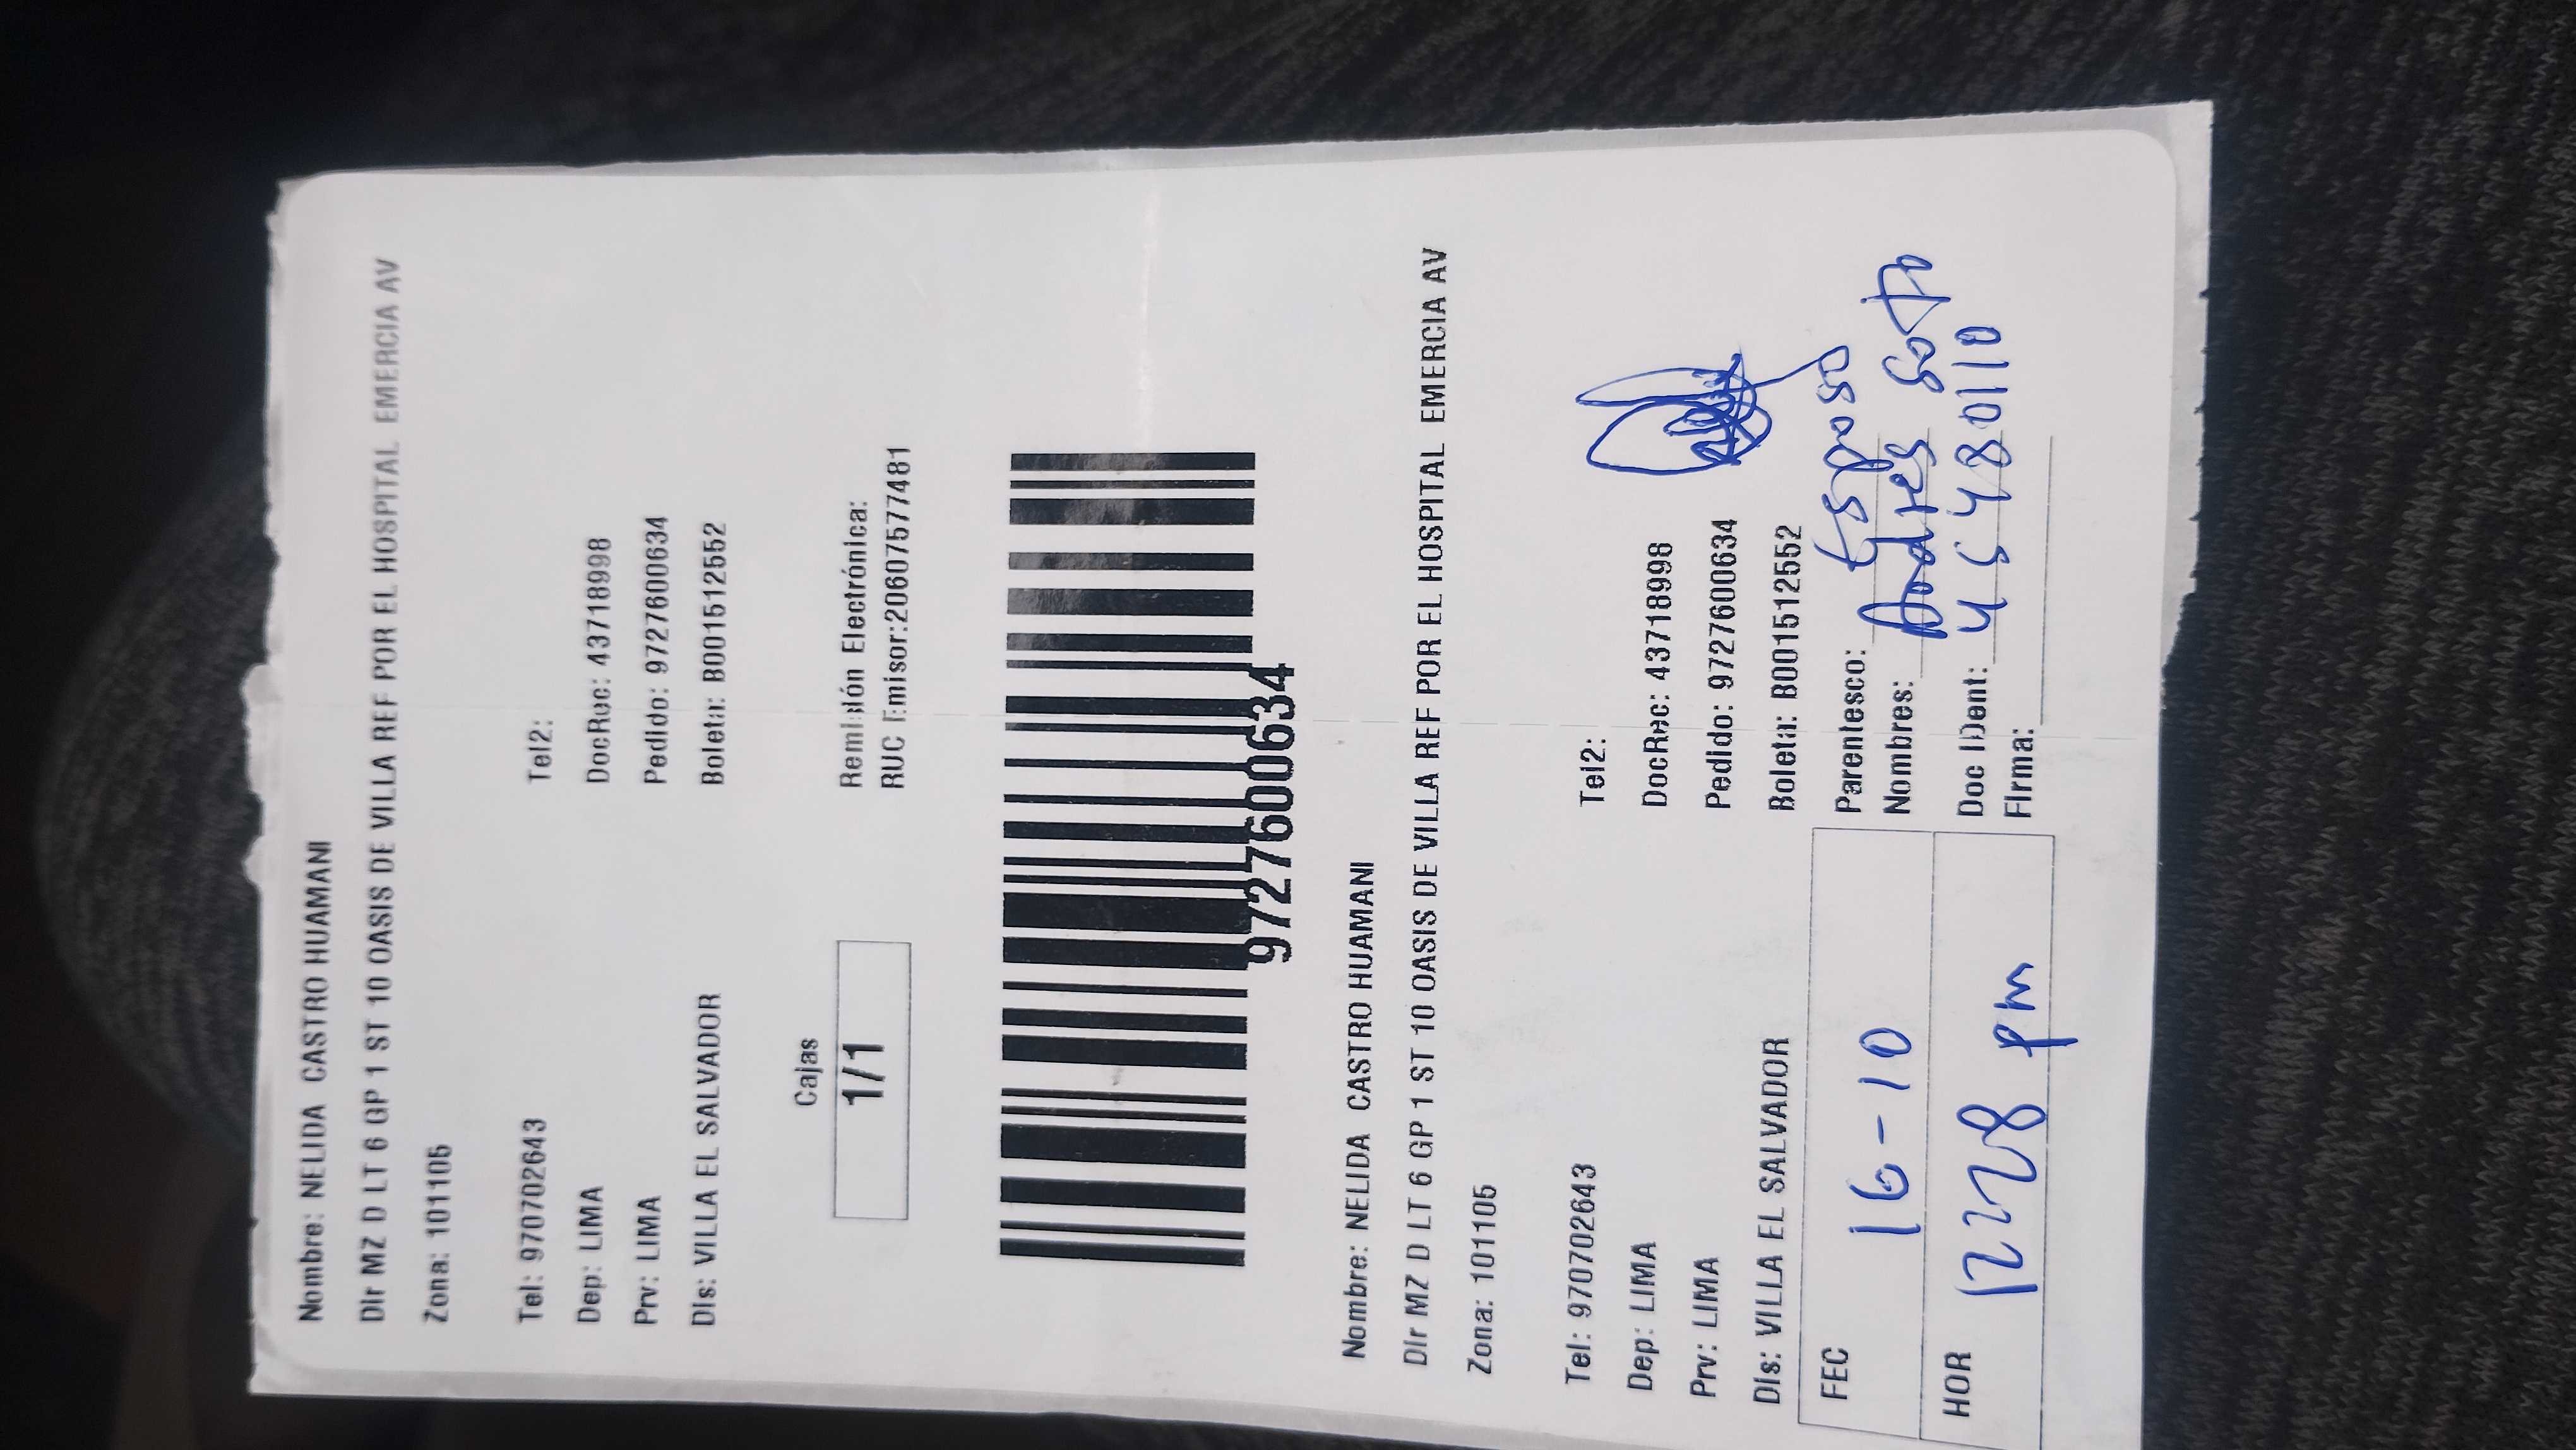 Nombre: NELIDA CASTRO HUAMANI
Dir MZ D LT 6 GP 1 ST 10 OASIS DE VILLA REF POR EL HOSPITAL EMERCIA AV
Zona: 101105
Tel: 970702643 Tel2:
Dep: LIMA DocRec: 43718998
Prv: LIMA Pedido: 9727600634
Dis: VILLA EL SALVADOR Boleta: B001512552
Cajas
1/1
Remisión Electrónica:
RUC Emisor:20607577481
9727600634
Nombre: NELIDA CASTRO HUAMANI
Dir MZ D LT 6 GP 1 ST 10 OASIS DE VILLA REF POR EL HOSPITAL EMERCIA AV
Zona: 101105
Tel: 970702643 Tel2:
Dep: LIMA DocRec: 43718998
Prv: LIMA Pedido: 9727600634
Dis: VILLA EL SALVADOR Boleta: B001512552
FEC 16-10 Parentesco: Esposo
Nombres: Andres Soto
HOR 1228 pm Doc IDent: 45480110
Firma: